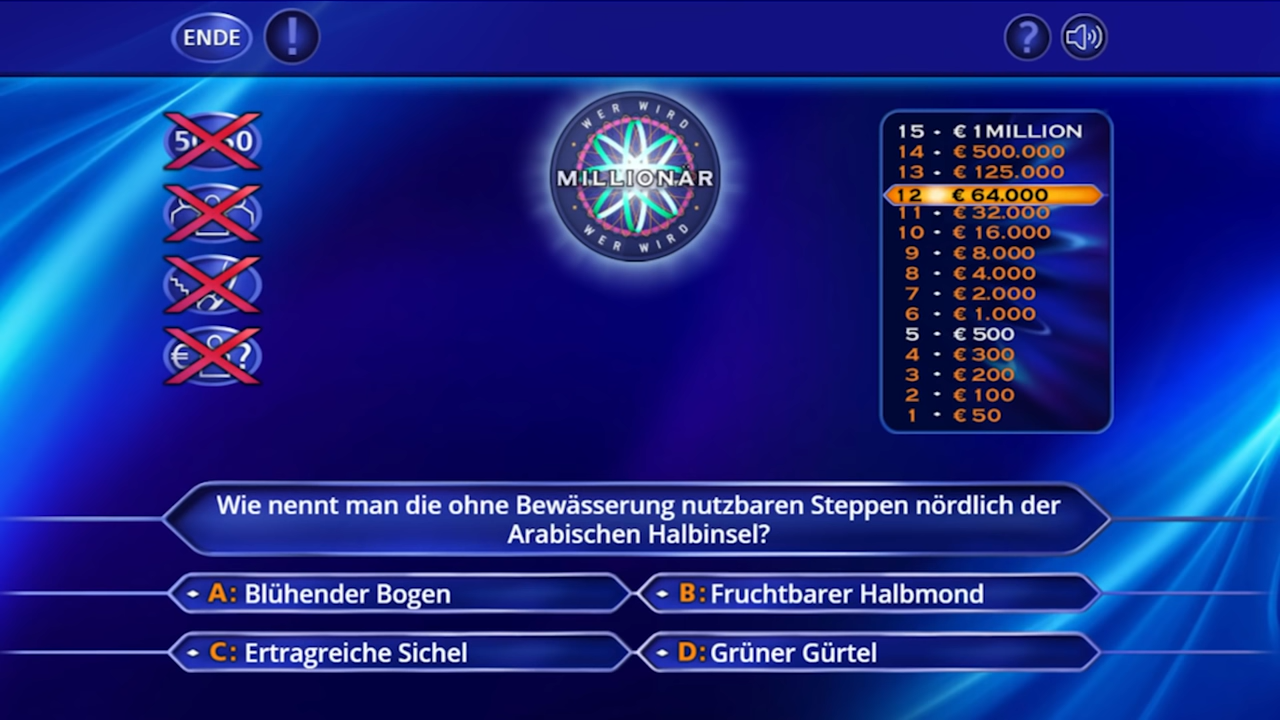 ENDE
!
?
WER WIRD
MILLIONÄR
WER WIRD
15 · € 1 MILLION
14 · € 500.000
13 · € 125.000
12 · € 64.000
11 · € 32.000
10 · € 16.000
9 · € 8.000
8 · € 4.000
7 · € 2.000
6 · € 1.000
5 · € 500
4 · € 300
3 · € 200
2 · € 100
1 · € 50
€ ?
Wie nennt man die ohne Bewässerung nutzbaren Steppen nördlich der
Arabischen Halbinsel?
A: Blühender Bogen
B: Fruchtbarer Halbmond
C: Ertragreiche Sichel
D: Grüner Gürtel